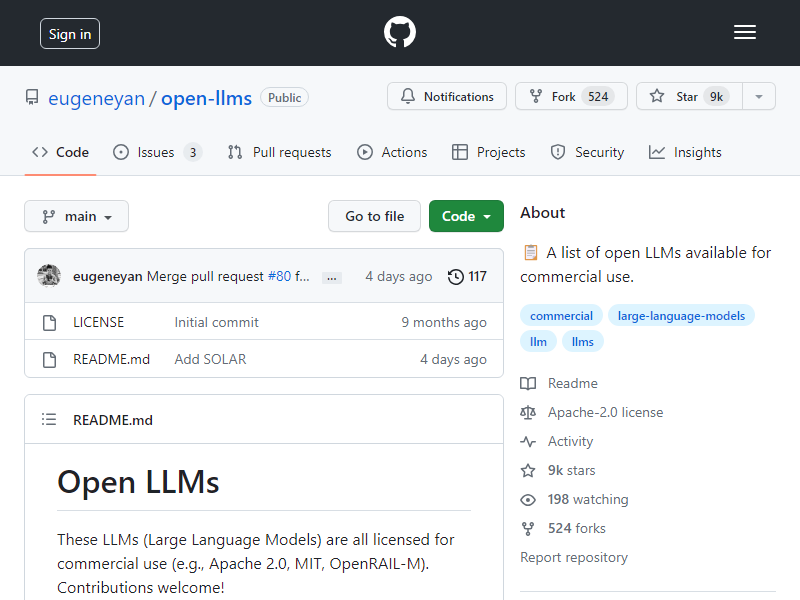 Sign in
eugeneyan / open-llms Public
Notifications
Fork 524
Star 9k
Code
Issues 3
Pull requests
Actions
Projects
Security
Insights
main
Go to file
Code
eugeneyan Merge pull request #80 f... ... 4 days ago 117
LICENSE Initial commit 9 months ago
README.md Add SOLAR 4 days ago
README.md
Open LLMs
These LLMs (Large Language Models) are all licensed for
commercial use (e.g., Apache 2.0, MIT, OpenRAIL-M).
Contributions welcome!
About
📋 A list of open LLMs available for
commercial use.
commercial large-language-models
llm llms
Readme
Apache-2.0 license
Activity
9k stars
198 watching
524 forks
Report repository